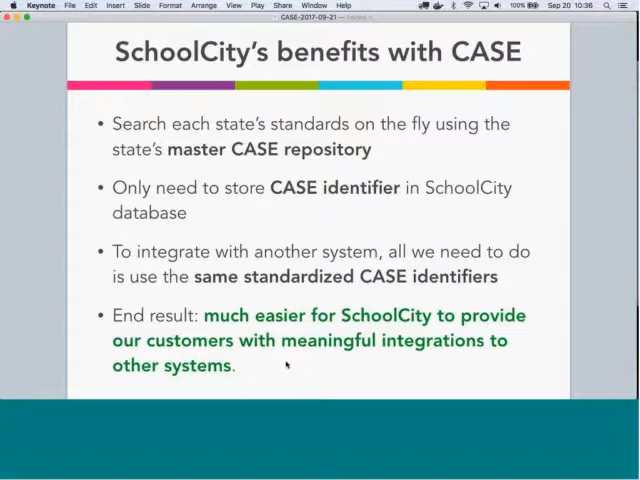 Keynote File Edit Insert Slide Format Arrange View Play Share Window Help 100% Sep 20 10:36
CASE-2017-09-21
SchoolCity's benefits with CASE
• Search each state's standards on the fly using the
state's master CASE repository
• Only need to store CASE identifier in SchoolCity
database
• To integrate with another system, all we need to do
is use the same standardized CASE identifiers
• End result: much easier for SchoolCity to provide
our customers with meaningful integrations to
other systems.